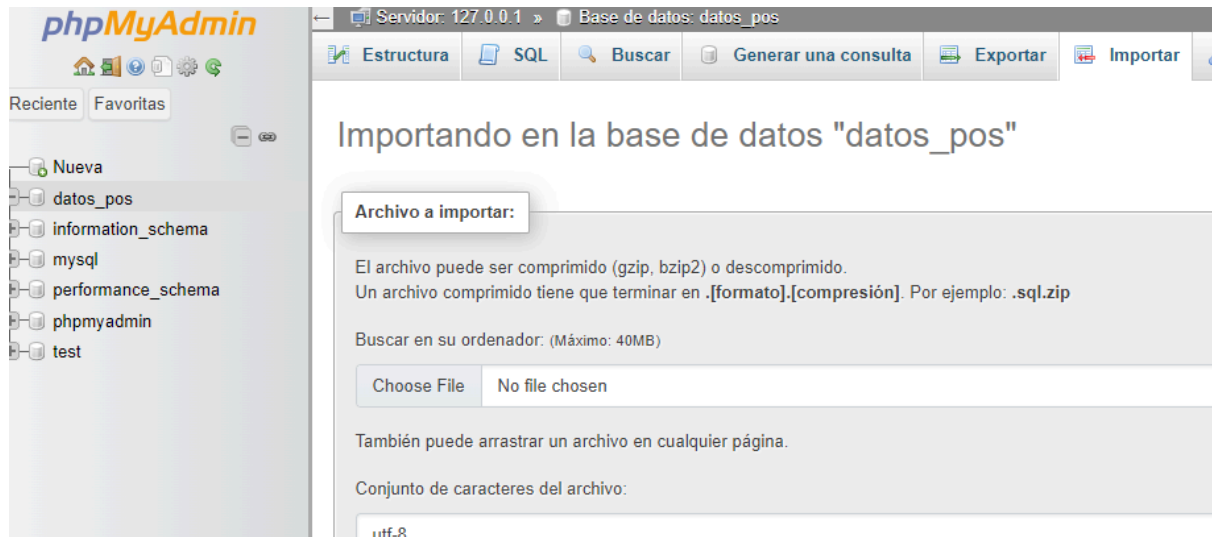 phpMyAdmin
Reciente Favoritas
Nueva
datos_pos
information_schema
mysql
performance_schema
phpmyadmin
test
Servidor: 127.0.0.1 » Base de datos: datos_pos
Estructura SQL Buscar Generar una consulta Exportar Importar
Importando en la base de datos "datos_pos"
Archivo a importar:
El archivo puede ser comprimido (gzip, bzip2) o descomprimido.
Un archivo comprimido tiene que terminar en .[formato].[compresión]. Por ejemplo: .sql.zip
Buscar en su ordenador: (Máximo: 40MB)
Choose File No file chosen
También puede arrastrar un archivo en cualquier página.
Conjunto de caracteres del archivo:
utf-8